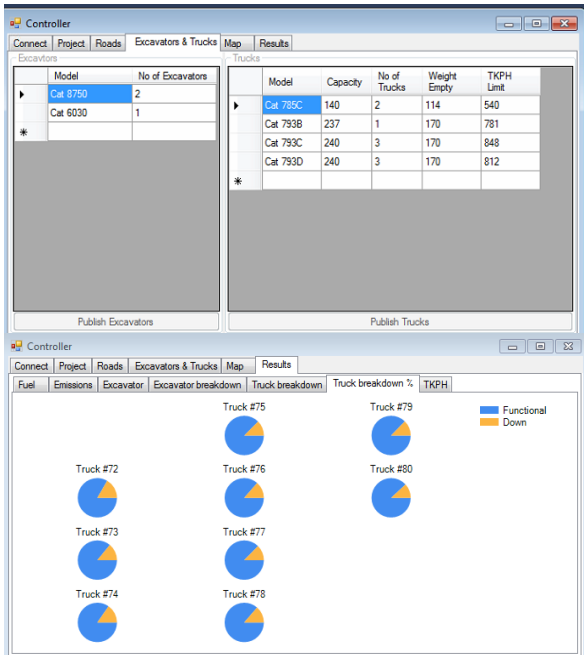 Controller
Connect Project Roads Excavators & Trucks Map Results
Excavtors
Trucks
Model No of Excavators
Cat 8750 2
Cat 6030 1
Model Capacity No of Trucks Weight Empty TKPH Limit
Cat 785C 140 2 114 540
Cat 793B 237 1 170 781
Cat 793C 240 3 170 848
Cat 793D 240 3 170 812
Publish Excavators
Publish Trucks
Controller
Connect Project Roads Excavators & Trucks Map Results
Fuel Emissions Excavator Excavator breakdown Truck breakdown Truck breakdown % TKPH
Truck #75 Truck #79
Functional
Down
Truck #72 Truck #76 Truck #80
Truck #73 Truck #77
Truck #74 Truck #78